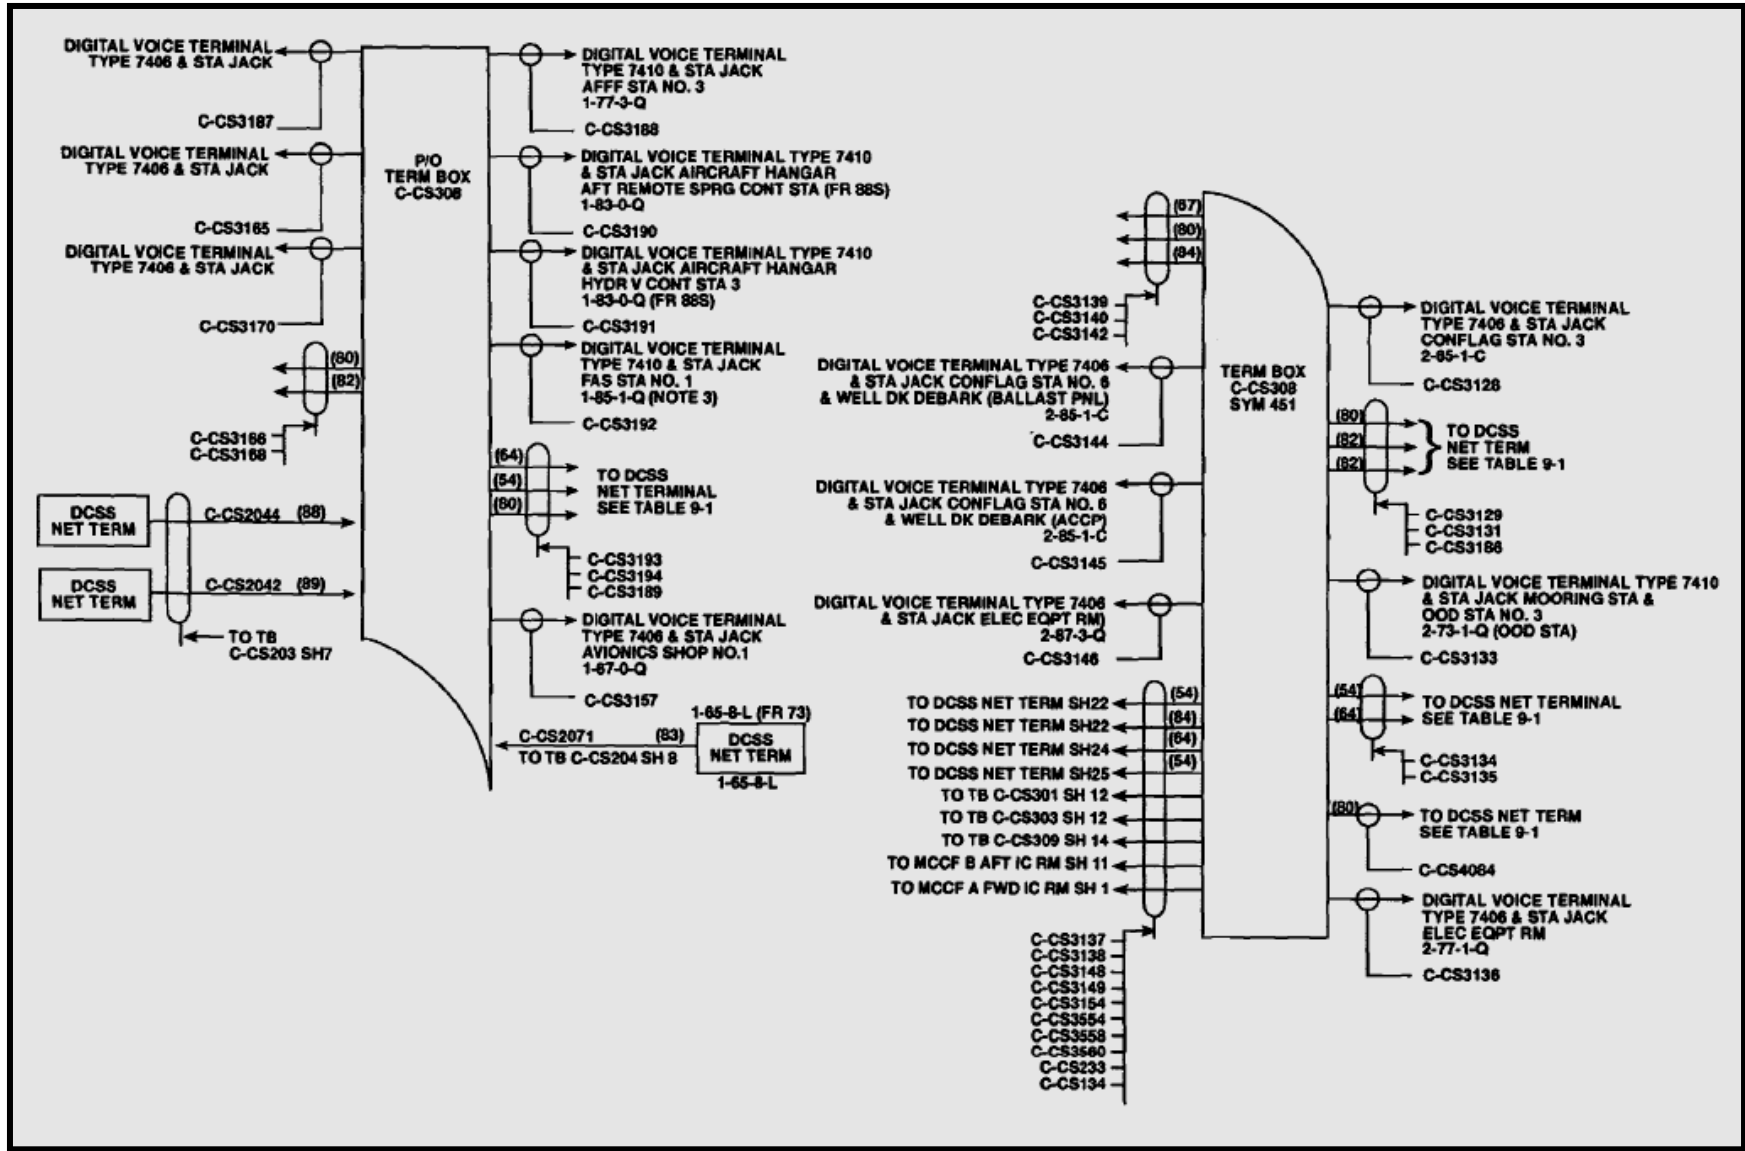 DIGITAL VOICE TERMINAL
TYPE 7406 & STA JACK
C-CS3187
DIGITAL VOICE TERMINAL
TYPE 7406 & STA JACK
C-CS3165
DIGITAL VOICE TERMINAL
TYPE 7406 & STA JACK
C-CS3170
(80)
(82)
C-CS3166
C-CS3168
DCSS
NET TERM
C-CS2044 (88)
DCSS
NET TERM
C-CS2042 (89)
TO TB
C-CS203 SH7
P/O
TERM BOX
C-CS308
DIGITAL VOICE TERMINAL
TYPE 7410 & STA JACK
AFFF STA NO. 3
1-77-3-Q
C-CS3188
DIGITAL VOICE TERMINAL TYPE 7410
& STA JACK AIRCRAFT HANGAR
AFT REMOTE SPRG CONT STA (FR 88S)
1-83-0-Q
C-CS3190
DIGITAL VOICE TERMINAL TYPE 7410
& STA JACK AIRCRAFT HANGAR
HYDR V CONT STA 3
1-83-0-Q (FR 88S)
C-CS3191
DIGITAL VOICE TERMINAL
TYPE 7410 & STA JACK
FAS STA NO. 1
1-85-1-Q (NOTE 3)
C-CS3192
(64)
(54)
(80)
TO DCSS
NET TERMINAL
SEE TABLE 9-1
C-CS3193
C-CS3194
C-CS3189
DIGITAL VOICE TERMINAL
TYPE 7406 & STA JACK
AVIONICS SHOP NO.1
1-67-0-Q
C-CS3157
1-65-8-L (FR 73)
C-CS2071 (83)
TO TB C-CS204 SH 8
DCSS
NET TERM
1-65-8-L
(67)
(80)
(84)
C-CS3139
C-CS3140
C-CS3142
DIGITAL VOICE TERMINAL TYPE 7406
& STA JACK CONFLAG STA NO. 6
& WELL DK DEBARK (BALLAST PNL)
2-85-1-C
C-CS3144
DIGITAL VOICE TERMINAL TYPE 7406
& STA JACK CONFLAG STA NO. 6
& WELL DK DEBARK (ACCP)
2-85-1-C
C-CS3145
DIGITAL VOICE TERMINAL TYPE 7406
& STA JACK ELEC EQPT RM)
2-87-3-Q
C-CS3146
TO DCSS NET TERM SH22 (54)
TO DCSS NET TERM SH22 (84)
TO DCSS NET TERM SH24 (64)
TO DCSS NET TERM SH25 (54)
TO TB C-CS301 SH 12
TO TB C-CS303 SH 12
TO TB C-CS309 SH 14
TO MCCF B AFT IC RM SH 11
TO MCCF A FWD IC RM SH 1
C-CS3137
C-CS3138
C-CS3148
C-CS3149
C-CS3154
C-CS3554
C-CS3558
C-CS3560
C-CS233
C-CS134
TERM BOX
C-CS308
SYM 451
DIGITAL VOICE TERMINAL
TYPE 7406 & STA JACK
CONFLAG STA NO. 3
2-65-1-C
C-CS3128
(80)
(82)
(82)
TO DCSS
NET TERM
SEE TABLE 9-1
C-CS3129
C-CS3131
C-CS3186
DIGITAL VOICE TERMINAL TYPE 7410
& STA JACK MOORING STA &
OOD STA NO. 3
2-73-1-Q (OOD STA)
C-CS3133
(54)
(64)
TO DCSS NET TERMINAL
SEE TABLE 9-1
C-CS3134
C-CS3135
(80)
TO DCSS NET TERM
SEE TABLE 9-1
C-CS4084
DIGITAL VOICE TERMINAL
TYPE 7406 & STA JACK
ELEC EQPT RM
2-77-1-Q
C-CS3136